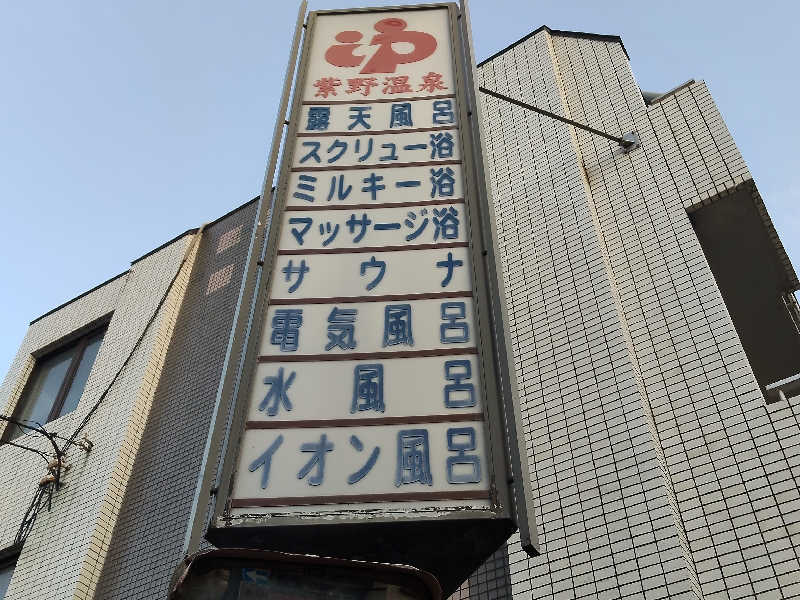 紫野温泉
露天風呂
スクリュー浴
ミルキー浴
マッサージ浴
サウナ
電気風呂
水風呂
イオン風呂